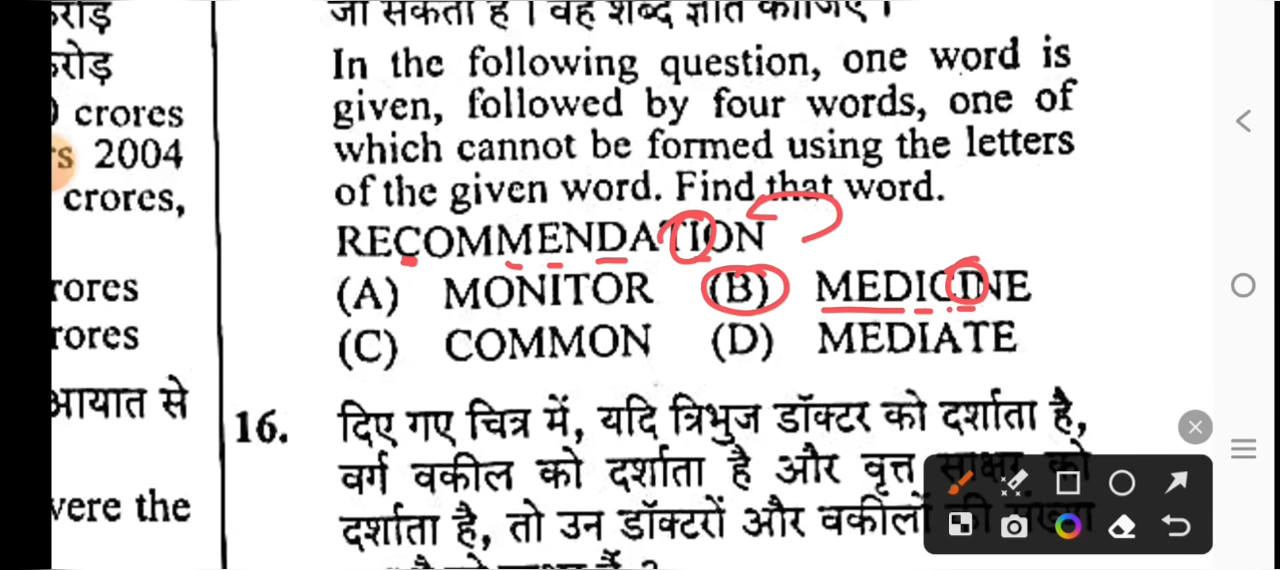 रोड़
जा सकता है । वह शब्द ज्ञात कीजिए ।
रोड़
In the following question, one word is
) crores
given, followed by four words, one of
s 2004
which cannot be formed using the letters
crores,
of the given word. Find that word.
RECOMMENDATION
rores
(A) MONITOR (B) MEDICINE
rores
(C) COMMON (D) MEDIATE
आयात से
16. दिए गए चित्र में, यदि त्रिभुज डॉक्टर को दर्शाता है,
वर्ग वकील को दर्शाता है और वृत्त साक्षर को
vere the
दर्शाता है, तो उन डॉक्टरों और वकीलों की संख्या